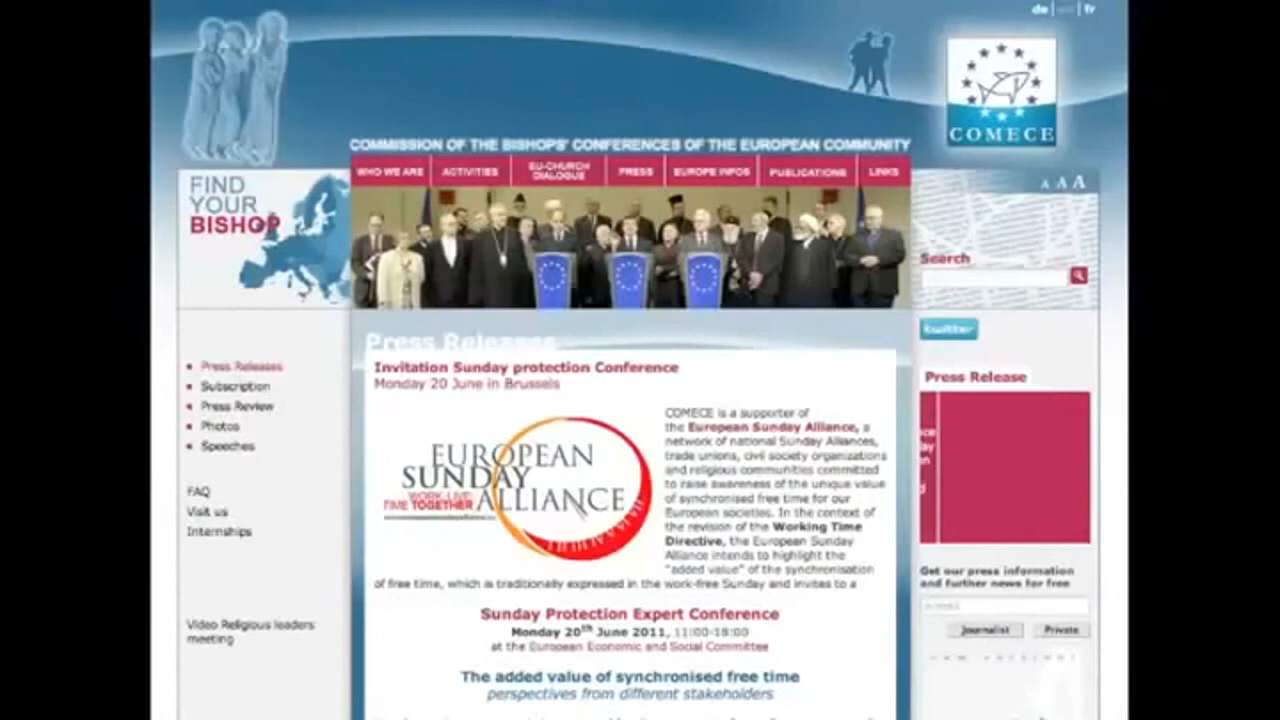 de | | fr
COMECE
COMMISSION OF THE BISHOPS' CONFERENCES OF THE EUROPEAN COMMUNITY
WHO WE ARE
ACTIVITIES
EU-CHURCH
DIALOGUE
PRESS
EUROPE INFOS
PUBLICATIONS
LINKS
FIND
YOUR
BISHOP
A A A
Search
twitter
Press Releases
Subscription
Press Review
Photos
Speeches
FAQ
Visit us
Internships
Video Religious leaders
meeting
Press Releases
Invitation Sunday protection Conference
Monday 20 June in Brussels
EUROPEAN
SUNDAY
WORK. LIVE.
TIME TOGETHER
ALLIANCE
COMECE is a supporter of
the European Sunday Alliance, a
network of national Sunday Alliances,
trade unions, civil society organizations
and religious communities committed
to raise awareness of the unique value
of synchronised free time for our
European societies. In the context of
the revision of the Working Time
Directive, the European Sunday
Alliance intends to highlight the
"added value" of the synchronisation
of free time, which is traditionally expressed in the work-free Sunday and invites to a
Sunday Protection Expert Conference
Monday 20th June 2011, 11:00-18:00
at the European Economic and Social Committee
The added value of synchronised free time
perspectives from different stakeholders
Press Release
Get our press information
and further news for free
Journalist
Private